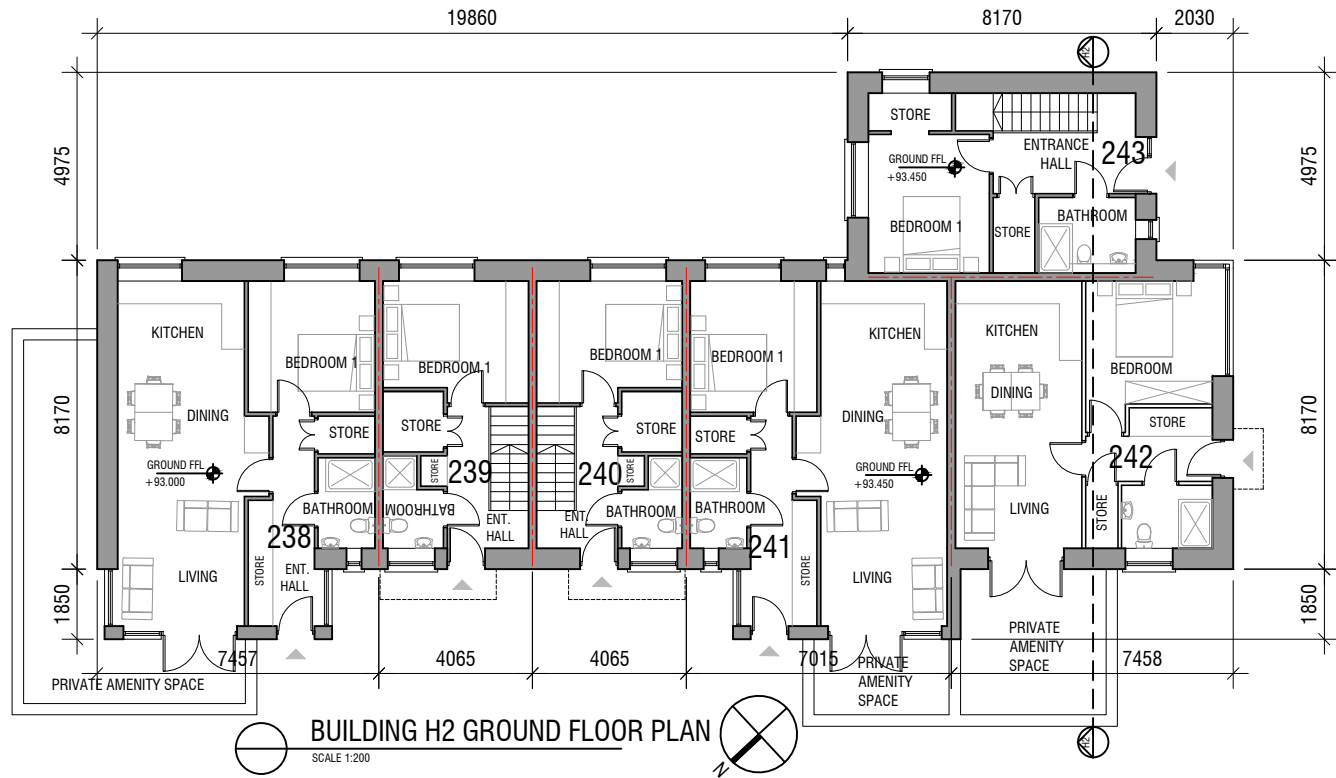 19860
8170
2030
H2
4975
STORE
ENTRANCE
HALL
243
4975
GROUND FFL
+93.450
BEDROOM 1
STORE
BATHROOM
8170
KITCHEN
BEDROOM 1
BEDROOM 1
BEDROOM 1
BEDROOM 1
KITCHEN
KITCHEN
BEDROOM
8170
DINING
STORE
STORE
STORE
STORE
DINING
DINING
STORE
GROUND FFL
+93.000
STORE
239
240
STORE
GROUND FFL
+93.450
242
BATHROOM
BATHROOM
BATHROOM
BATHROOM
LIVING
STORE
238
ENT.
HALL
ENT.
HALL
241
LIVING
STORE
ENT.
HALL
STORE
LIVING
1850
1850
7457
4065
4065
7015
7458
PRIVATE AMENITY SPACE
PRIVATE
AMENITY
SPACE
PRIVATE
AMENITY
SPACE
BUILDING H2 GROUND FLOOR PLAN
SCALE 1:200
N
H2